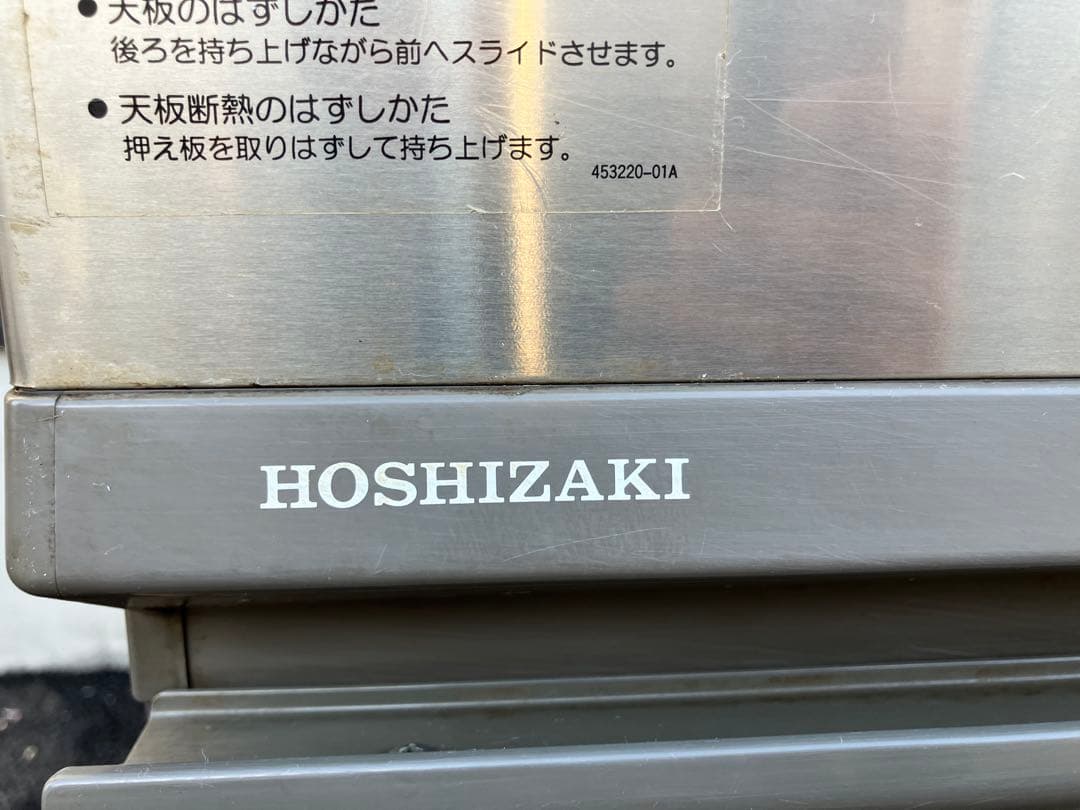 ● 天板のはずしかた
後ろを持ち上げながら前へスライドさせます。
● 天板断熱のはずしかた
押え板を取りはずして持ち上げます。
453220-01A
HOSHIZAKI